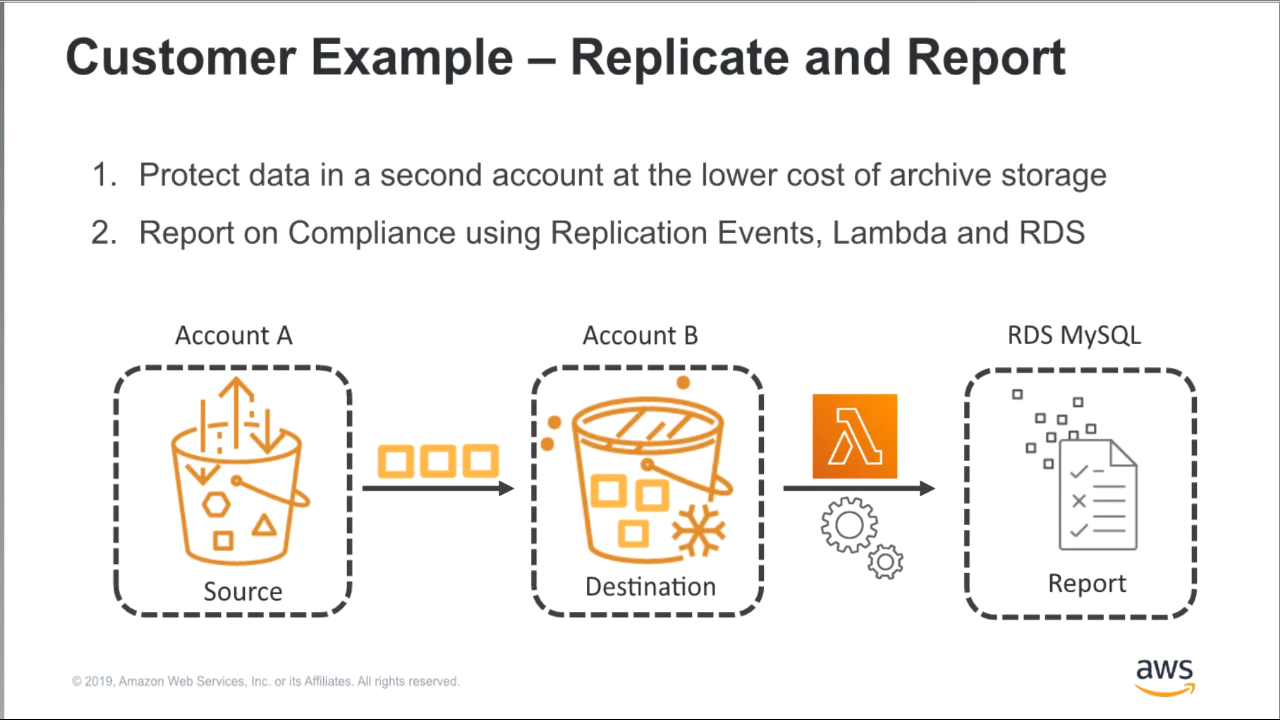 Customer Example – Replicate and Report
1. Protect data in a second account at the lower cost of archive storage
2. Report on Compliance using Replication Events, Lambda and RDS
Account A
Account B
RDS MySQL
Source
Destination
Report
© 2019, Amazon Web Services, Inc. or its Affiliates. All rights reserved.
aws